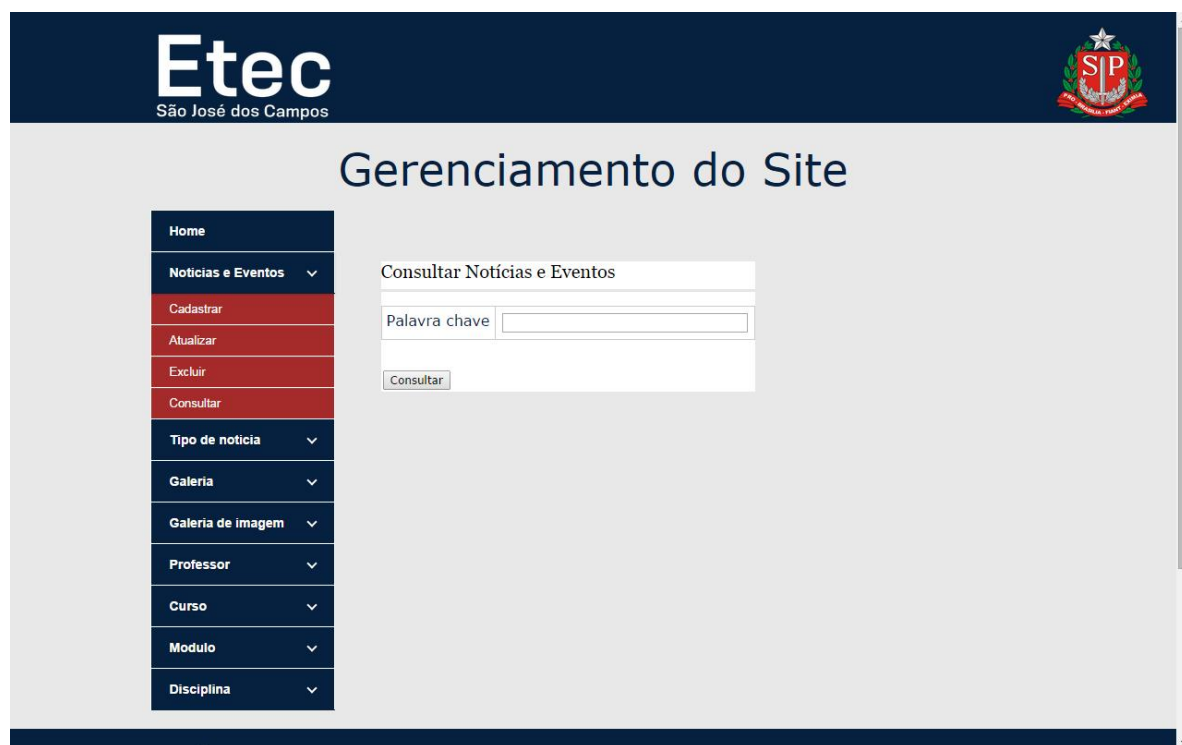 Etec
São José dos Campos
SP
Gerenciamento do Site
Home
Noticias e Eventos
Cadastrar
Atualizar
Excluir
Consultar
Tipo de noticia
Galeria
Galeria de imagem
Professor
Curso
Modulo
Disciplina
Consultar Notícias e Eventos
Palavra chave
Consultar